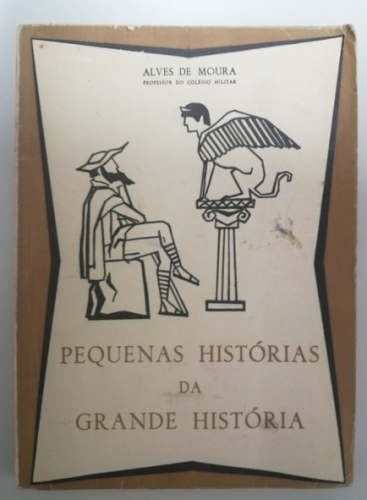 ALVES DE MOURA
PROFESSOR DO COLÉGIO MILITAR
PEQUENAS HISTÓRIAS
DA
GRANDE HISTÓRIA